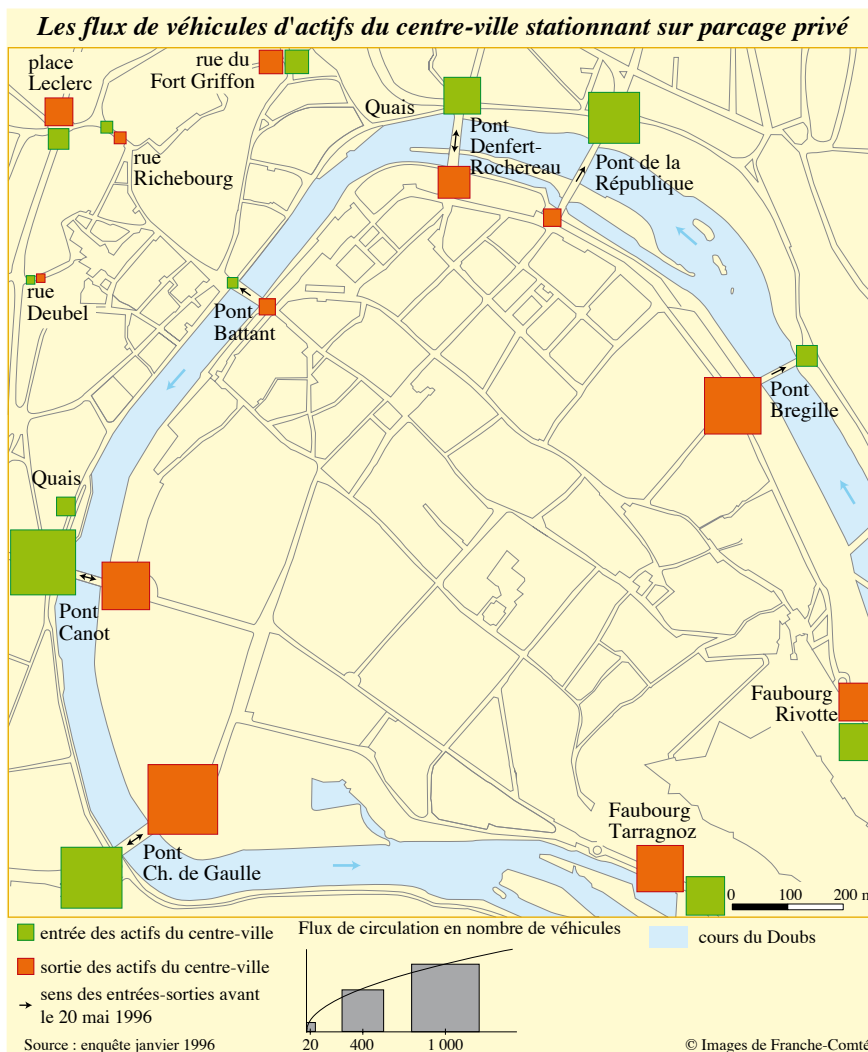 Les flux de véhicules d'actifs du centre-ville stationnant sur parcage privé
place
Leclerc
rue du
Fort Griffon
Quais
Pont
Denfert-
Rochereau
Pont de la
République
rue
Richebourg
rue
Deubel
Pont
Battant
Pont
Bregille
Quais
Pont
Canot
Faubourg
Rivotte
Faubourg
Tarragnoz
Pont
Ch. de Gaulle
0 100 200 m
entrée des actifs du centre-ville
sortie des actifs du centre-ville
sens des entrées-sorties avant
le 20 mai 1996
Flux de circulation en nombre de véhicules
20 400 1 000
cours du Doubs
Source : enquête janvier 1996
© Images de Franche-Comté